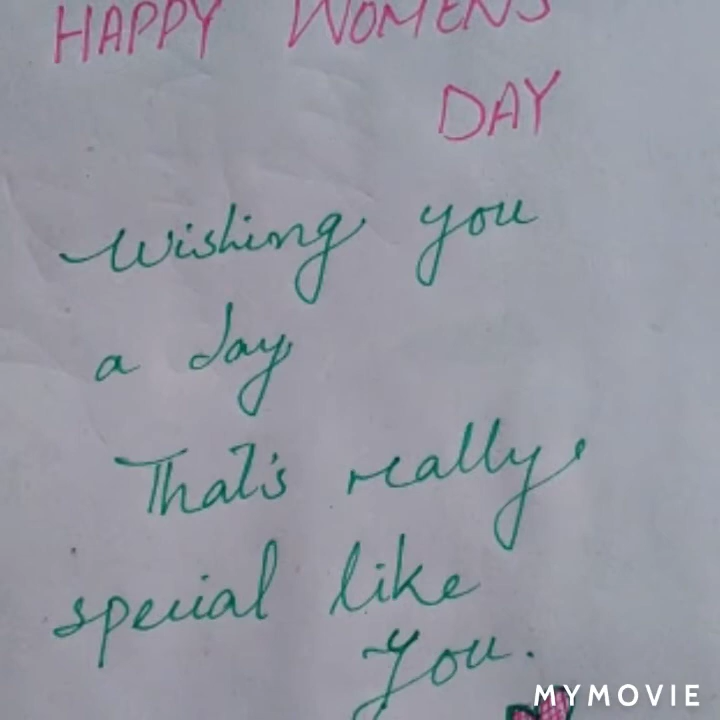 HAPPY WOMENS
DAY
Wishing you
a day
That's really
special like
you.
MYMOVIE